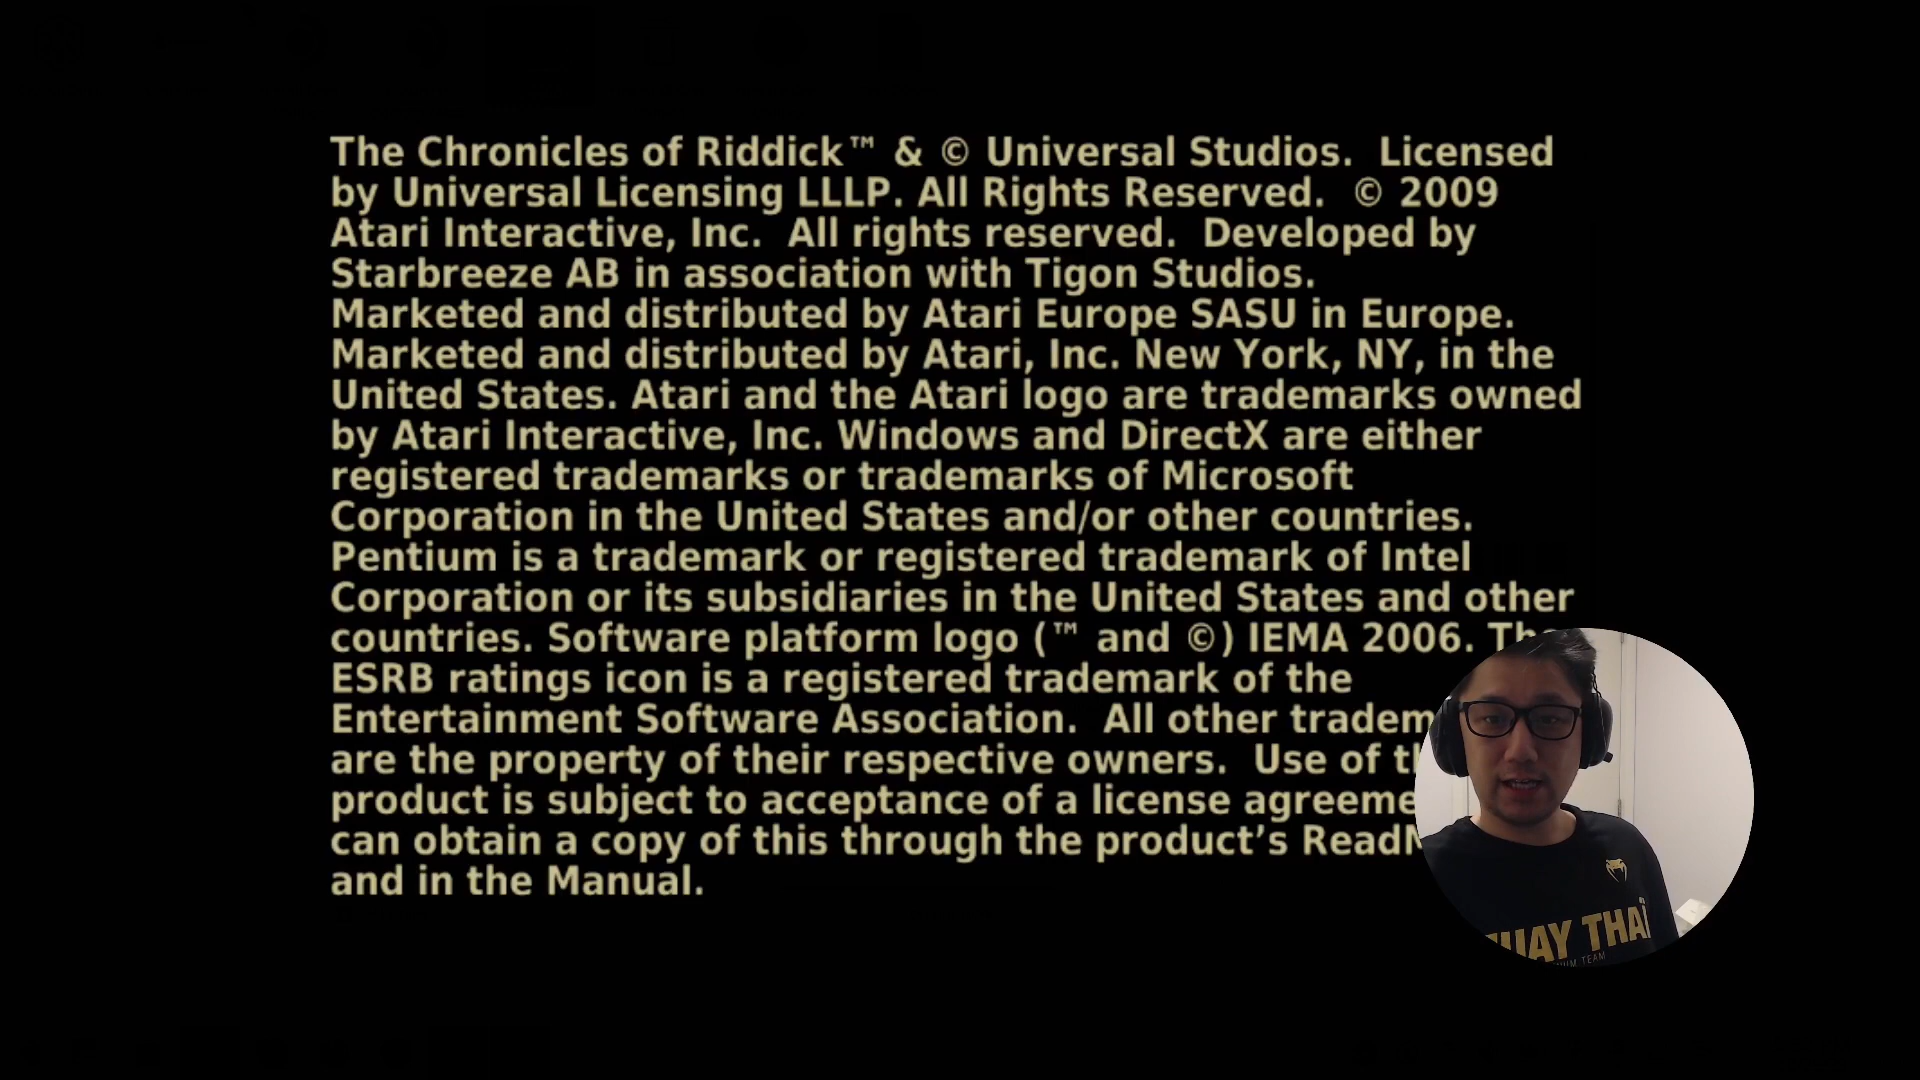 The Chronicles of Riddick™ & © Universal Studios.  Licensed
by Universal Licensing LLLP. All Rights Reserved.  © 2009
Atari Interactive, Inc.  All rights reserved.  Developed by
Starbreeze AB in association with Tigon Studios.
Marketed and distributed by Atari Europe SASU in Europe.
Marketed and distributed by Atari, Inc. New York, NY, in the
United States. Atari and the Atari logo are trademarks owned
by Atari Interactive, Inc. Windows and DirectX are either
registered trademarks or trademarks of Microsoft
Corporation in the United States and/or other countries.
Pentium is a trademark or registered trademark of Intel
Corporation or its subsidiaries in the United States and other
countries. Software platform logo (™ and ©) IEMA 2006.
ESRB ratings icon is a registered trademark of the
Entertainment Software Association.  All other
are the property of their respective owners.  Use of
product is subject to acceptance of a license
can obtain a copy of this through the product’s
and in the Manual.
THAI
TEAM